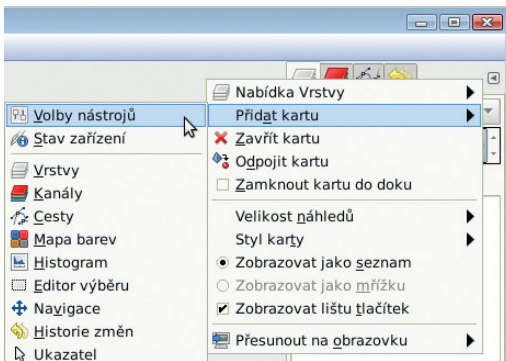 Nabídka Vrstvy
Přidat kartu
Zavřít kartu
Odpojit kartu
Zamknout kartu do doku
Velikost náhledů
Styl karty
Zobrazovat jako seznam
Zobrazovat jako mřížku
Zobrazovat lištu tlačítek
Přesunout na obrazovku
Volby nástrojů
Stav zařízení
Vrstvy
Kanály
Cesty
Mapa barev
Histogram
Editor výběru
Navigace
Historie změn
Ukazatel